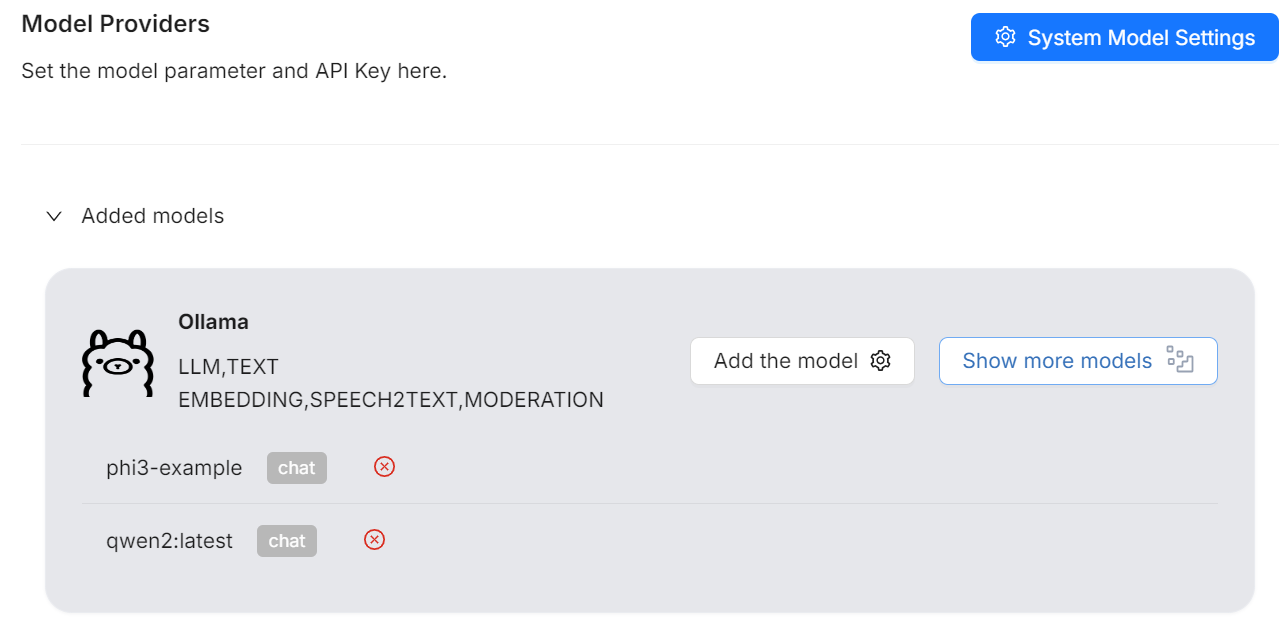 Model Providers
System Model Settings
Set the model parameter and API Key here.
Added models
Ollama
LLM,TEXT
EMBEDDING,SPEECH2TEXT,MODERATION
Add the model
Show more models
phi3-example chat
qwen2:latest chat